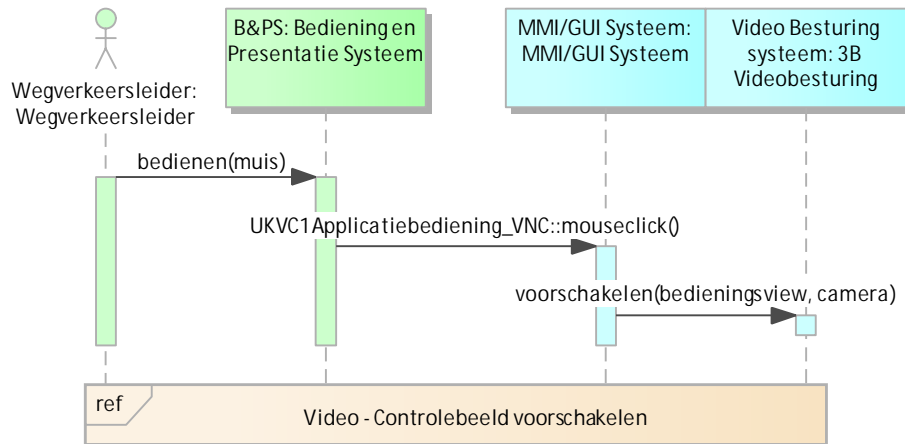 B&PS: Bediening en
Presentatie Systeem
MMI/GUI Systeem:
MMI/GUI Systeem
Video Besturing
systeem: 3B
Videobesturing
Wegverkeersleider:
Wegverkeersleider
bedienen(muis)
UKVC1Applicatiebediening_VNC::mouseclick()
voorschakelen(bedieningsview, camera)
ref
Video - Controlebeeld voorschakelen